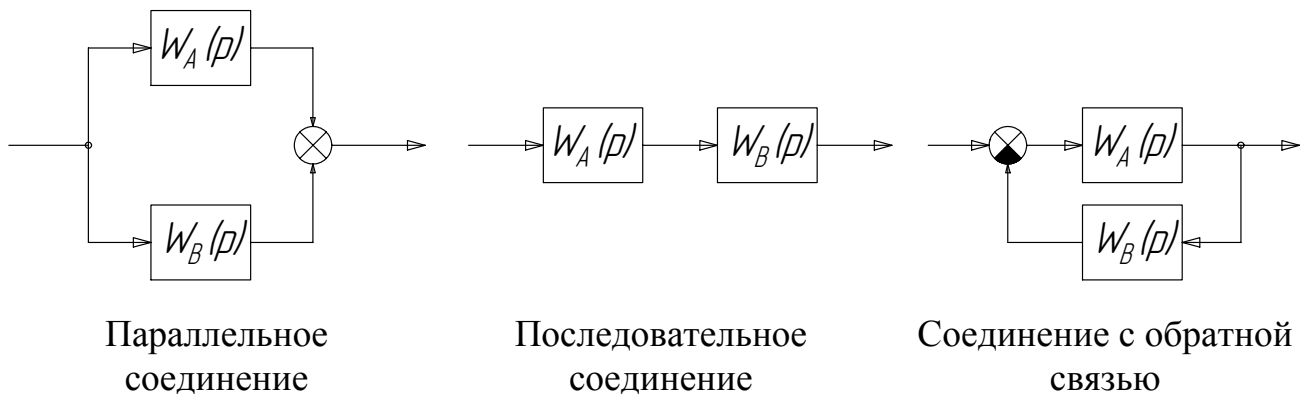 W_A (p)
W_B (p)
Параллельное
соединение
W_A (p)
W_B (p)
Последовательное
соединение
W_A (p)
W_B (p)
Соединение с обратной
связью